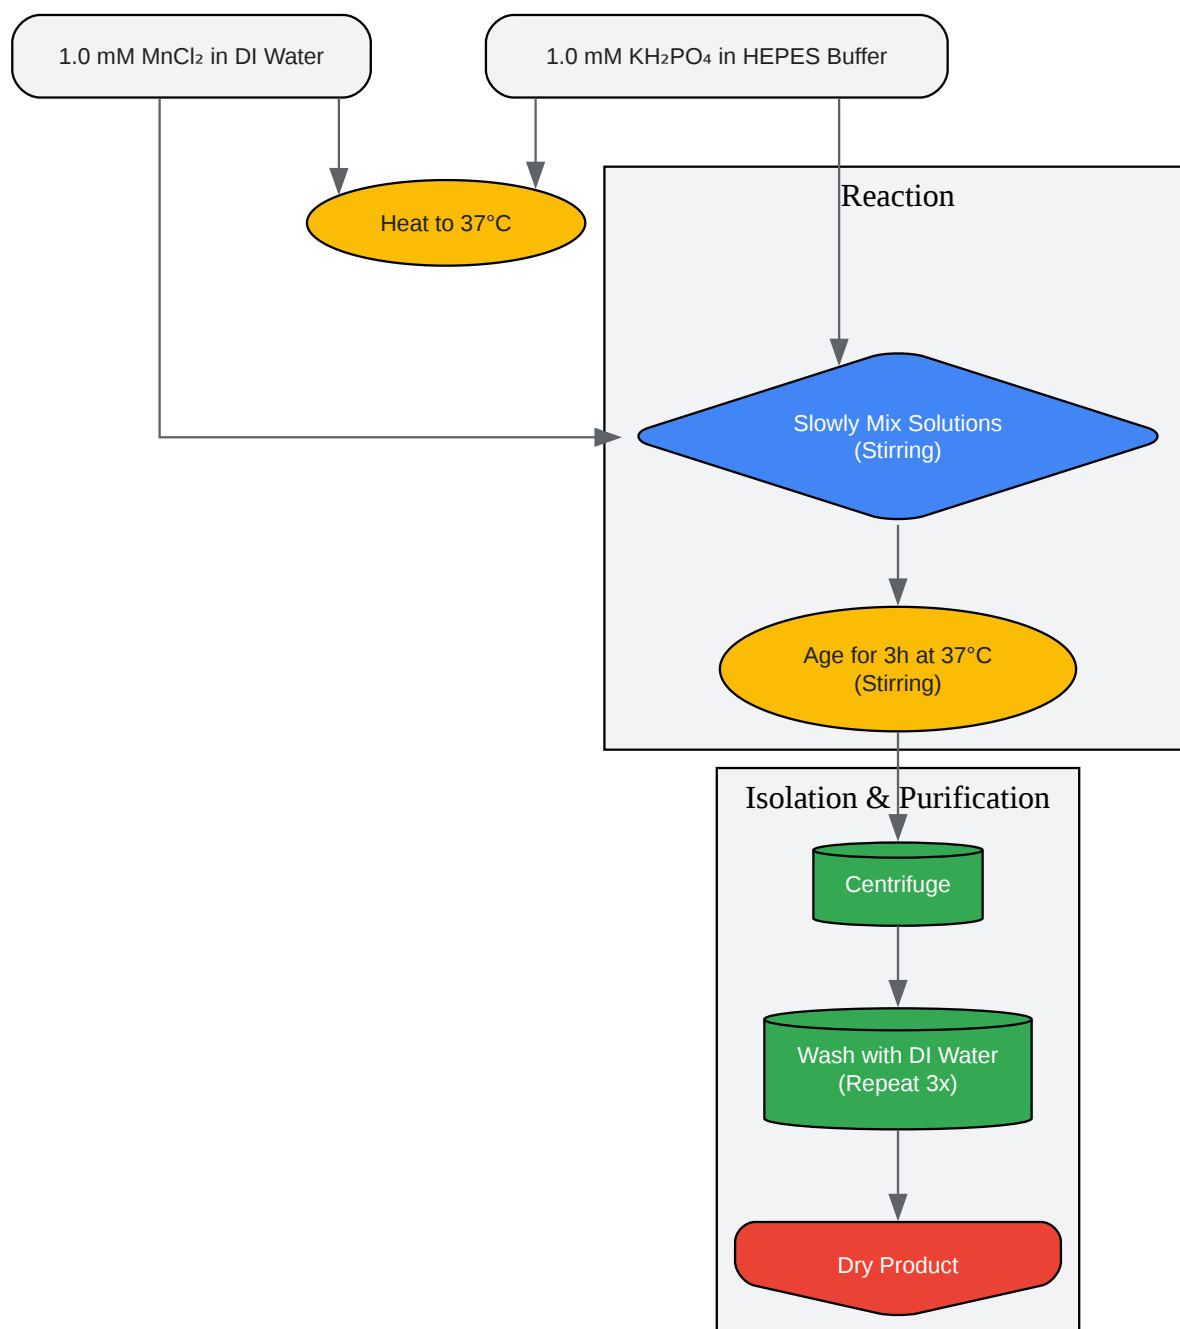 1.0 mM MnCl₂ in DI Water
1.0 mM KH₂PO₄ in HEPES Buffer
Heat to 37°C
Reaction
Slowly Mix Solutions
(Stirring)
Age for 3h at 37°C
(Stirring)
Isolation & Purification
Centrifuge
Wash with DI Water
(Repeat 3x)
Dry Product